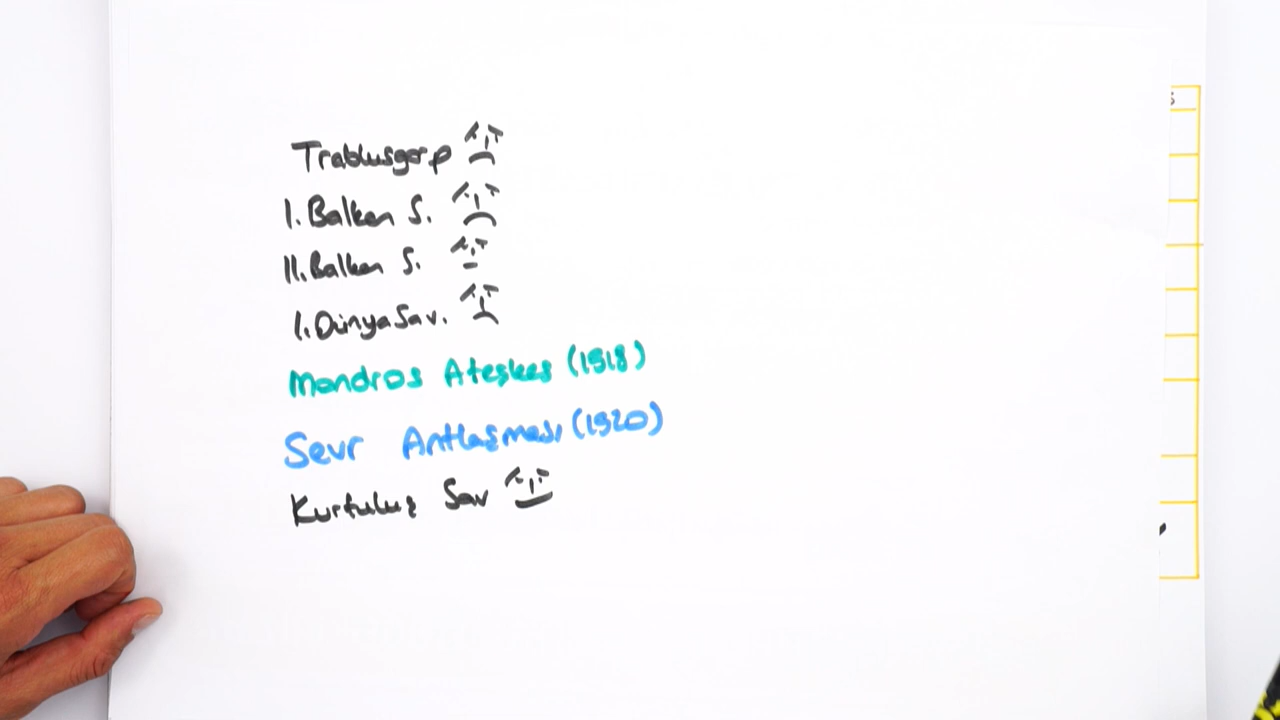 Trablusgarp
I. Balkan S.
II. Balkan S.
I. Dünya Sav.
Mondros Ateşkes (1918)
Sevr Antlaşması (1920)
Kurtuluş Sav